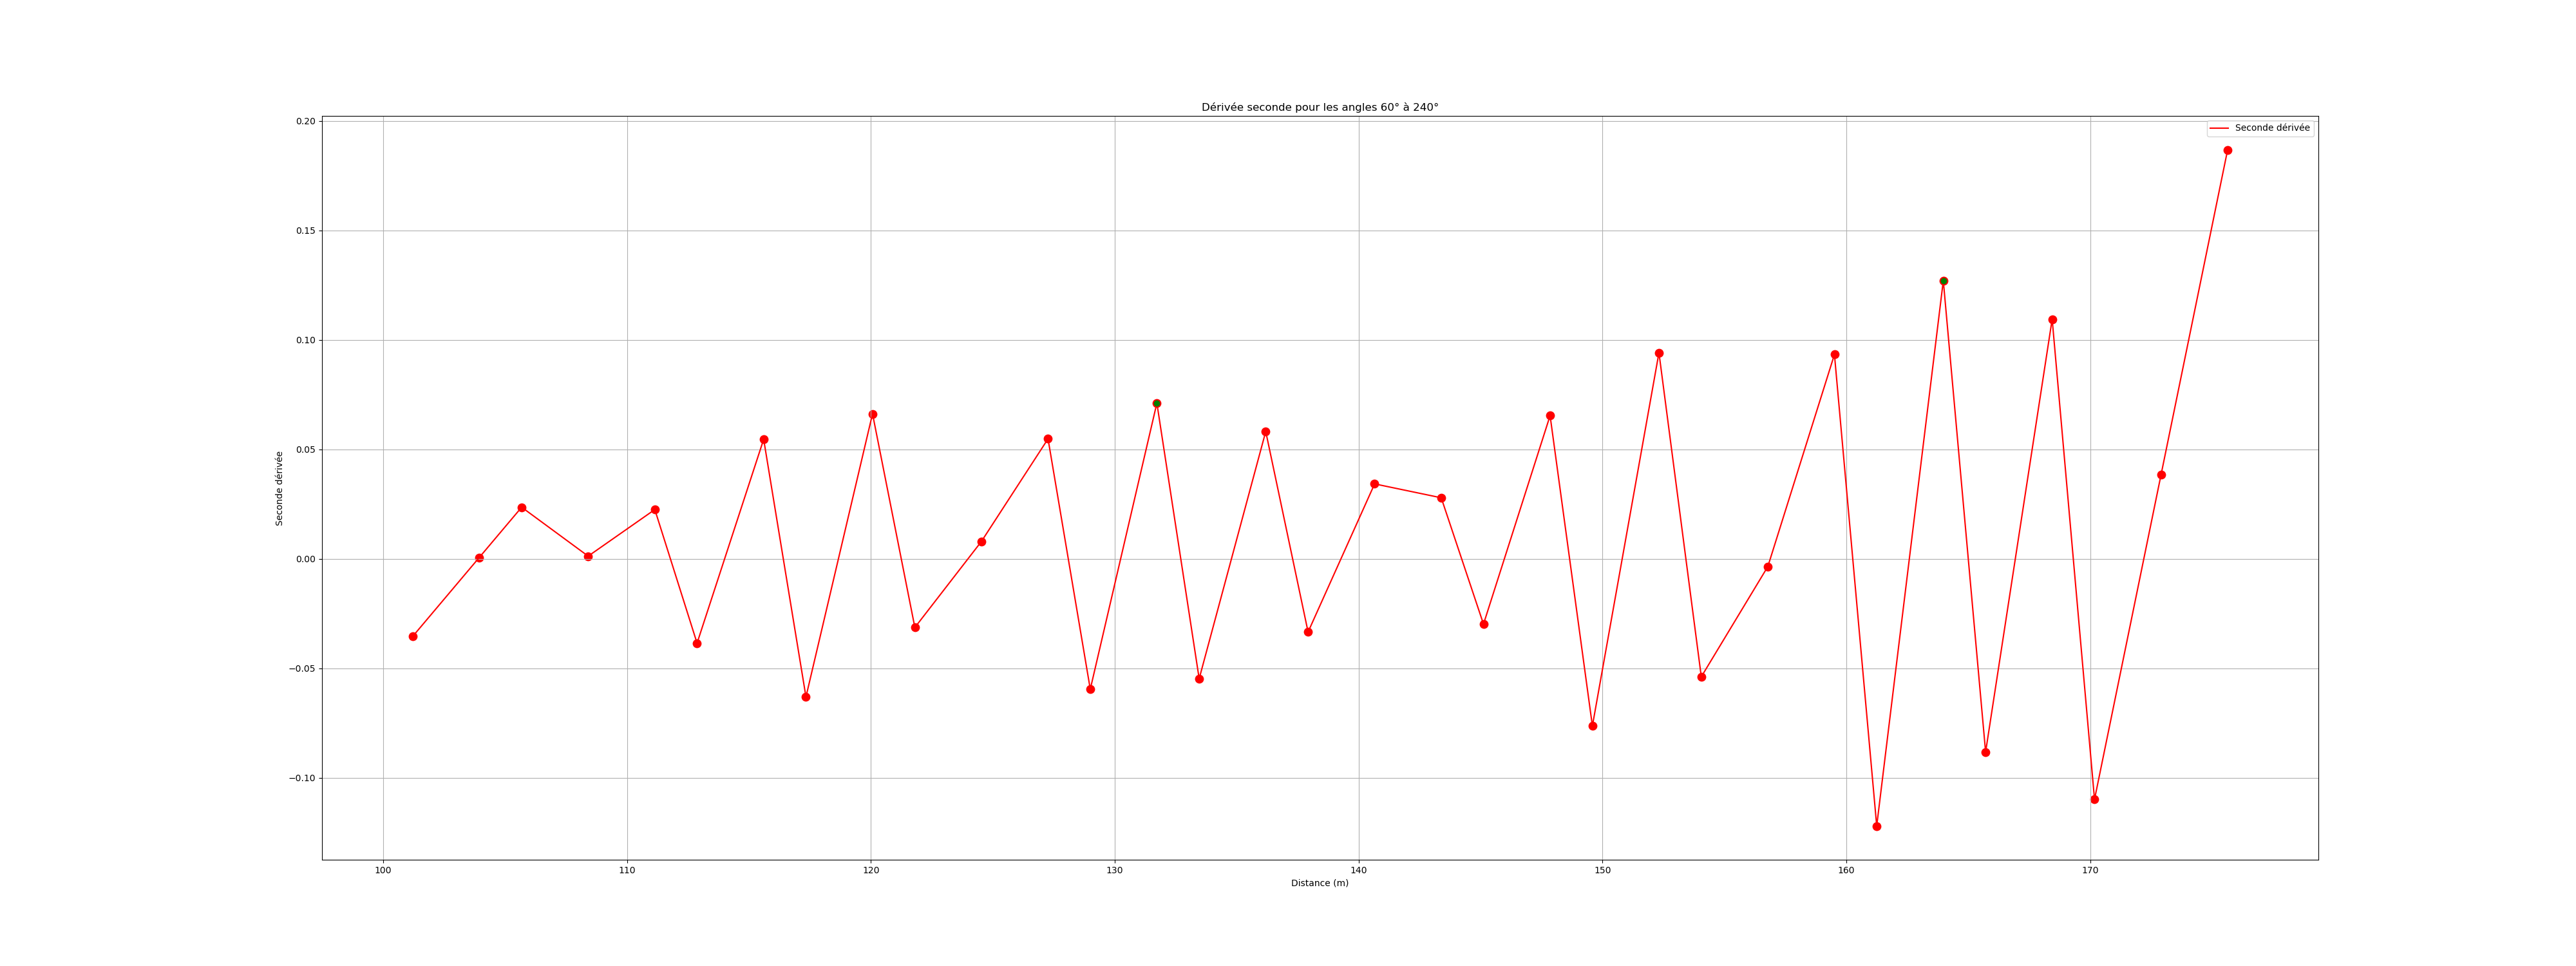 Dérivée seconde pour les angles 60° à 240°
Seconde dérivée
0.20
0.15
0.10
0.05
0.00
−0.05
−0.10
Seconde dérivée
100 110 120 130 140 150 160 170
Distance (m)